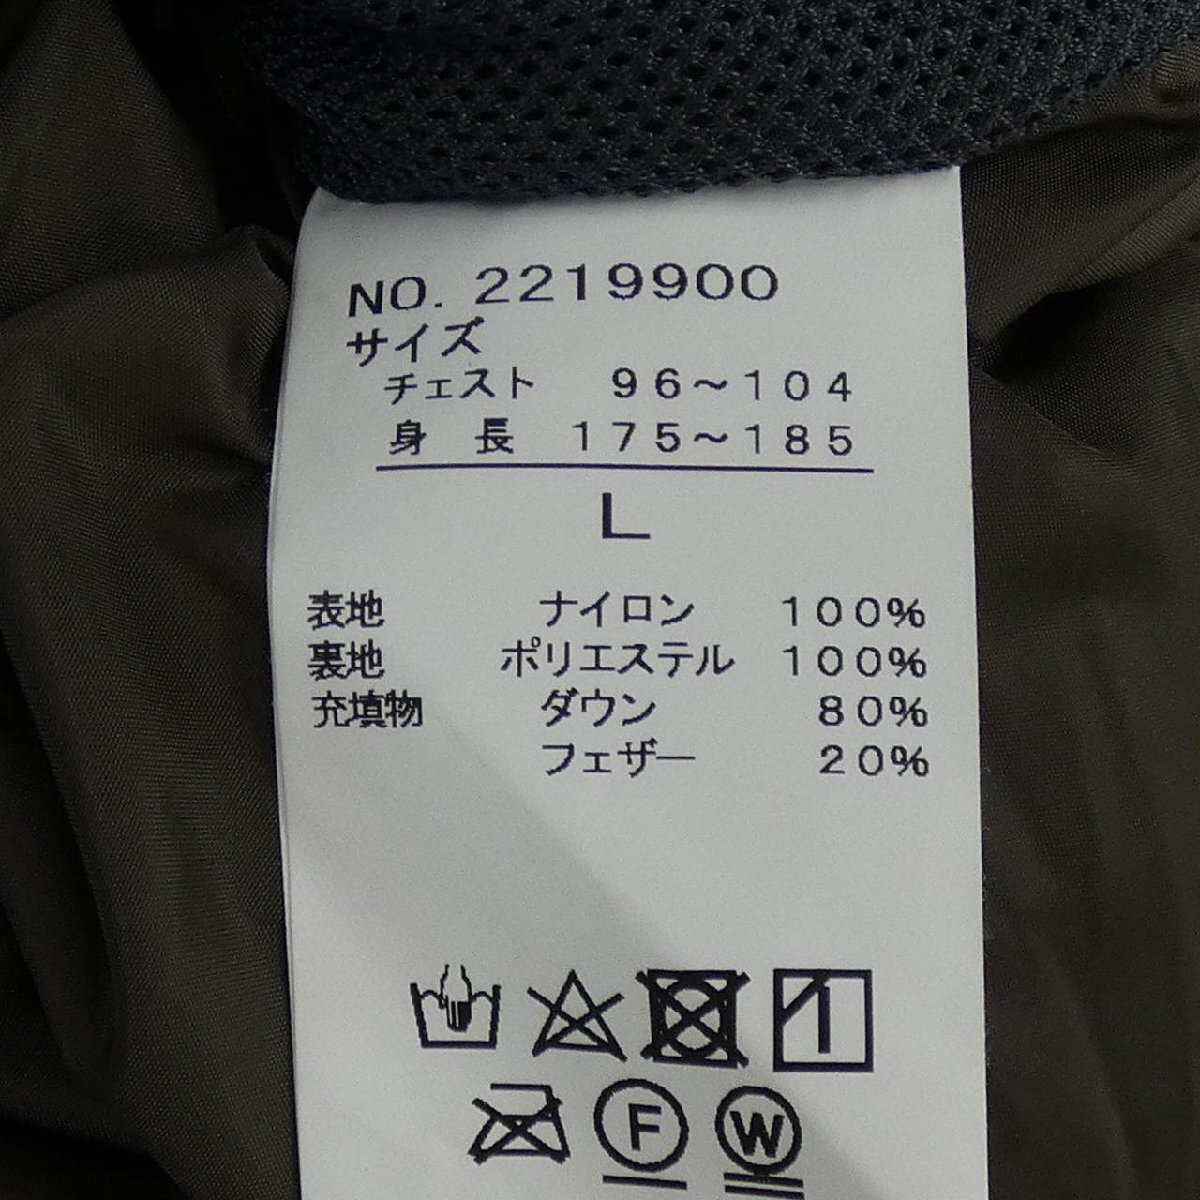 NO. 2219900
サイズ
チェスト 96～104
身 長 175～185
L
表地 ナイロン 100%
裏地 ポリエステル 100%
充填物 ダウン 80%
フェザー 20%
F W